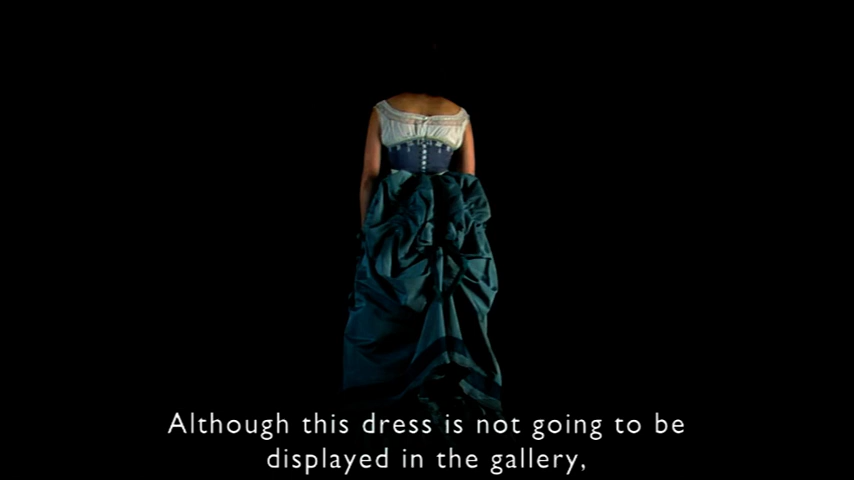 Although this dress is not going to be
displayed in the gallery,